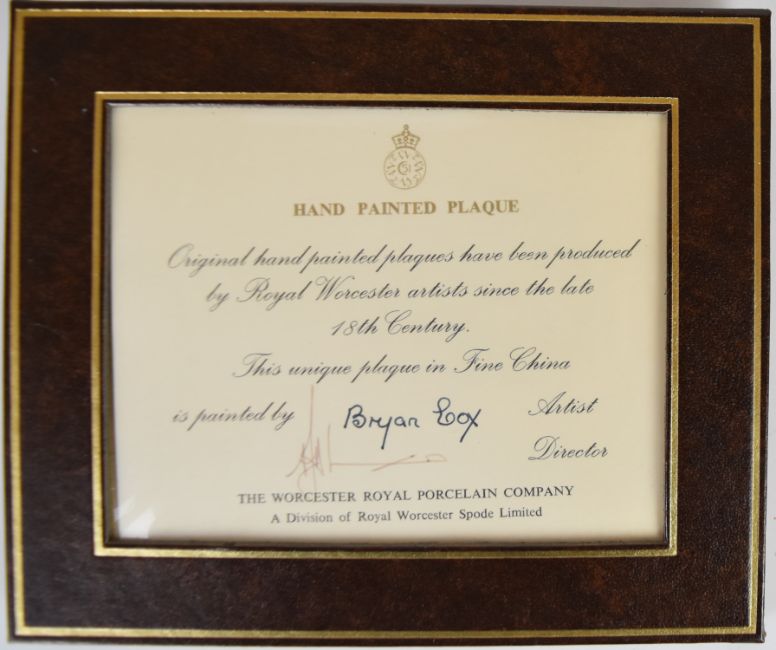 HAND PAINTED PLAQUE
Original hand painted plaques have been produced
by Royal Worcester artists since the late
18th Century.
This unique plaque in Fine China
is painted by Bryan Cox Artist
Director
THE WORCESTER ROYAL PORCELAIN COMPANY
A Division of Royal Worcester Spode Limited